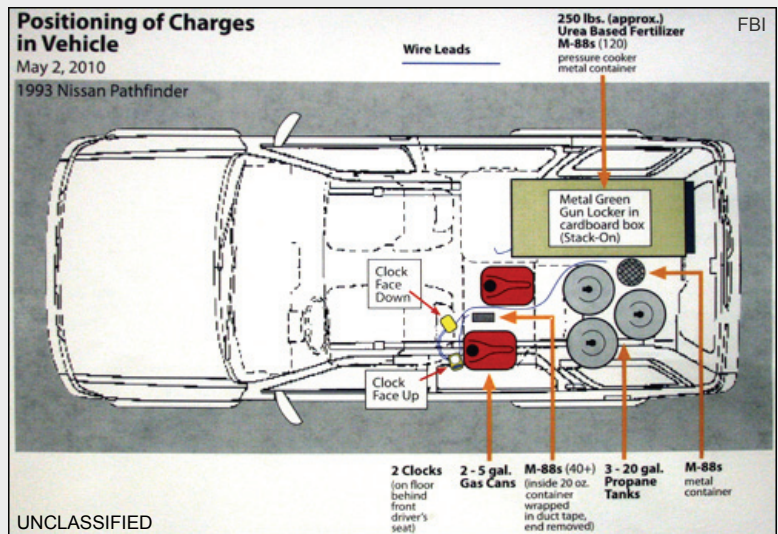 Positioning of Charges
in Vehicle
May 2, 2010
1993 Nissan Pathfinder
Wire Leads
250 lbs. (approx.)
Urea Based Fertilizer
M-88s (120)
pressure cooker
metal container
FBI
Metal Green
Gun Locker in
cardboard box
(Stack-On)
Clock
Face
Down
Clock
Face Up
2 Clocks
(on floor
behind
front
driver's
seat)
2 - 5 gal.
Gas Cans
M-88s (40+)
(inside 20 oz.
container
wrapped
in duct tape,
end removed)
3 - 20 gal.
Propane
Tanks
M-88s
metal
container
UNCLASSIFIED